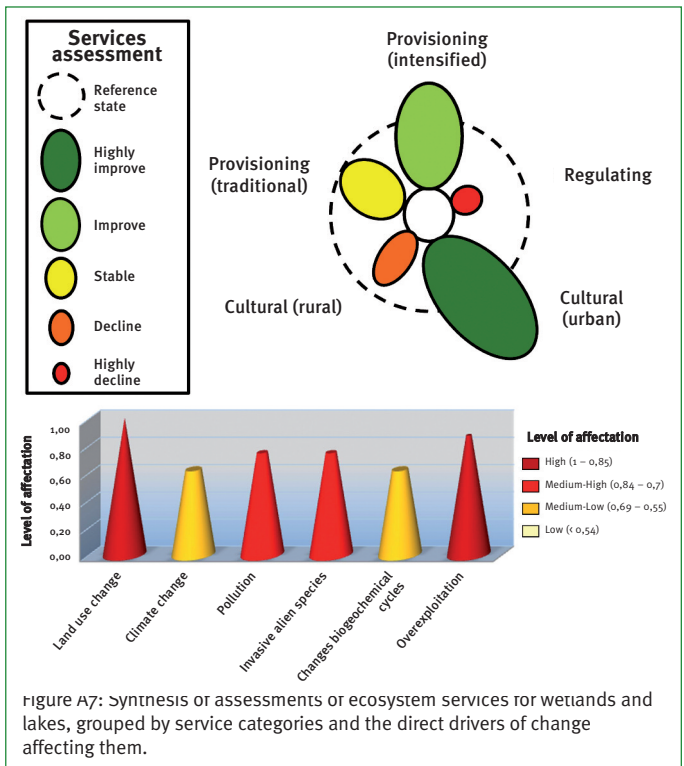 Services
assessment
Reference
state
Highly
improve
Improve
Stable
Decline
Highly
decline
Provisioning
(intensified)
Provisioning
(traditional)
Regulating
Cultural (rural)
Cultural
(urban)
Level of affectation
1,00
0,80
0,60
0,40
0,20
0,00
Land use change
Climate change
Pollution
Invasive alien species
Changes biogeochemical
cycles
Overexploitation
Level of affectation
High (1 – 0,85)
Medium-High (0,84 – 0,7)
Medium-Low (0,69 – 0,55)
Low (< 0,54)
Figure A7: Synthesis of assessments of ecosystem services for wetlands and
lakes, grouped by service categories and the direct drivers of change
affecting them.